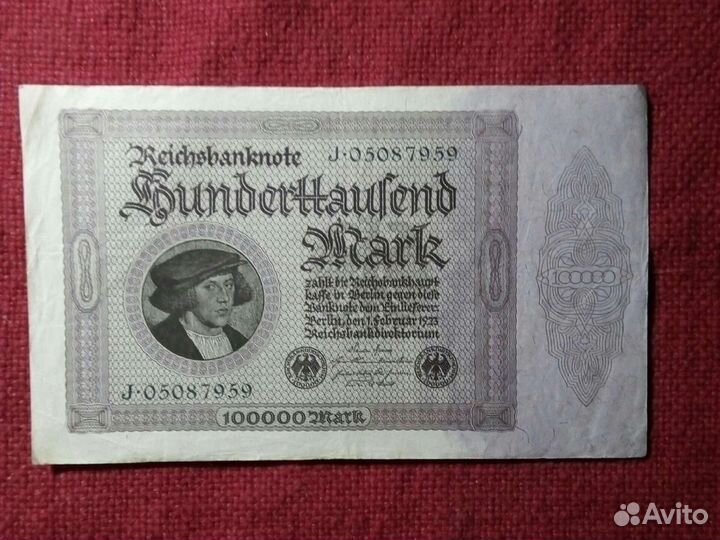 Reichsbanknote J·05087959
Hunderttausend
Mark
zahlt die Reichsbankhaupt
kasse in Berlin gegen diese
Banknote dem Einlieferer:
Berlin, den 1. Februar 1923
Reichsbankdirektorium
100000
J·05087959
100000 Mark
Avito